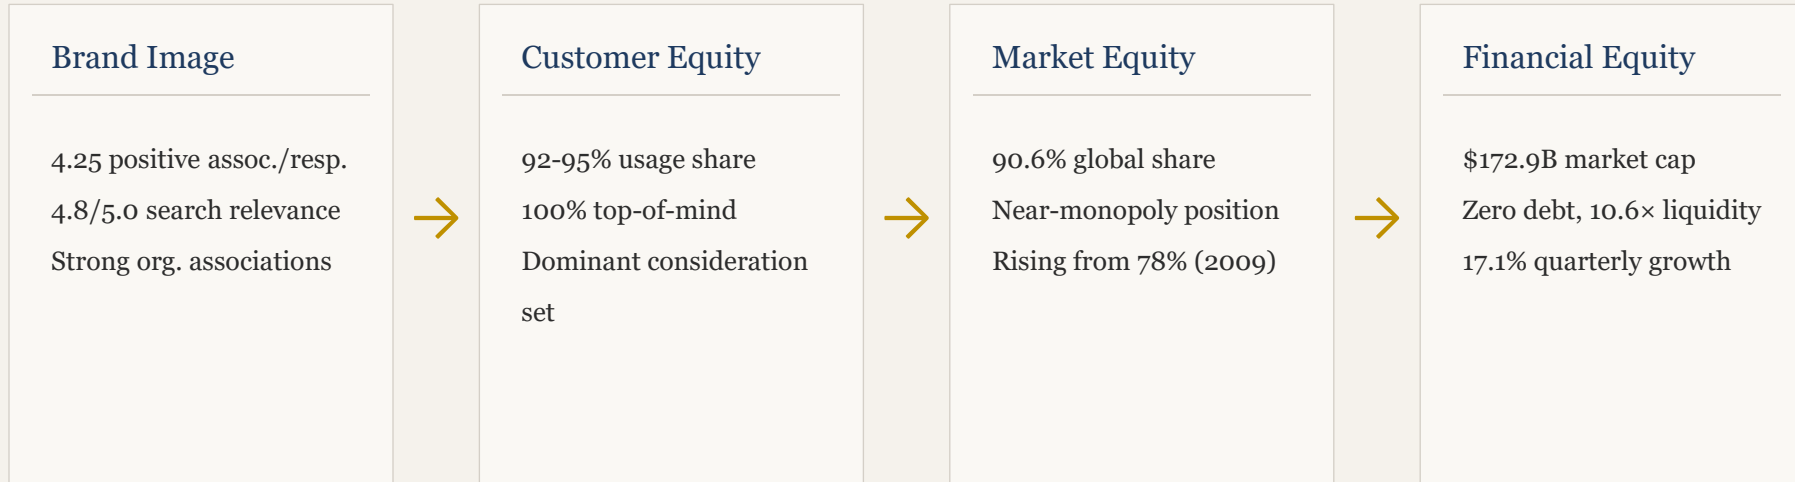 Brand Image
4.25 positive assoc./resp.
4.8/5.0 search relevance
Strong org. associations
Customer Equity
92-95% usage share
100% top-of-mind
Dominant consideration
set
Market Equity
90.6% global share
Near-monopoly position
Rising from 78% (2009)
Financial Equity
$172.9B market cap
Zero debt, 10.6× liquidity
17.1% quarterly growth